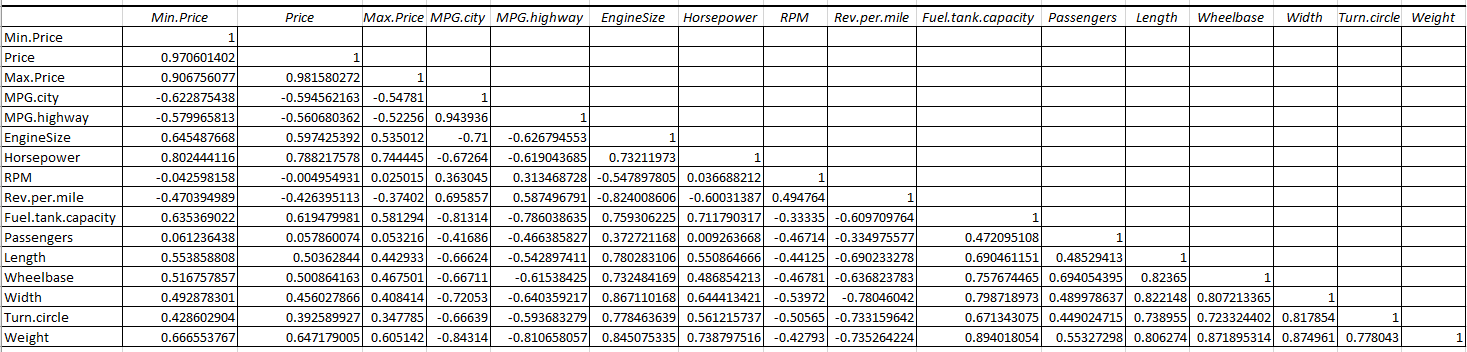 Min.Price Price Max.Price MPG.city MPG.highway EngineSize Horsepower RPM Rev.per.mile Fuel.tank.capacity Passengers Length Wheelbase Width Turn.circle Weight
Min.Price 1
Price 0.970601402 1
Max.Price 0.906756077 0.981580272 1
MPG.city -0.622875438 -0.594562163 -0.54781 1
MPG.highway -0.579965813 -0.560680362 -0.52256 0.943936 1
EngineSize 0.645487668 0.597425392 0.535012 -0.71 -0.626794553 1
Horsepower 0.802444116 0.788217578 0.744445 -0.67264 -0.619043685 0.73211973 1
RPM -0.042598158 -0.004954931 0.025015 0.363045 0.313468728 -0.547897805 0.036688212 1
Rev.per.mile -0.470394989 -0.426395113 -0.37402 0.695857 0.587496791 -0.824008606 -0.60031387 0.494764 1
Fuel.tank.capacity 0.635369022 0.619479981 0.581294 -0.81314 -0.786038635 0.759306225 0.711790317 -0.33335 -0.609709764 1
Passengers 0.061236438 0.057860074 0.053216 -0.41686 -0.466385827 0.372721168 0.009263668 -0.46714 -0.334975577 0.472095108 1
Length 0.553858808 0.50362844 0.442933 -0.66624 -0.542897411 0.780283106 0.550864666 -0.44125 -0.690233278 0.690461151 0.48529413 1
Wheelbase 0.516757857 0.500864163 0.467501 -0.66711 -0.61538425 0.732484169 0.486854213 -0.46781 -0.636823783 0.757674465 0.694054395 0.82365 1
Width 0.492878301 0.456027866 0.408414 -0.72053 -0.640359217 0.867110168 0.644413421 -0.53972 -0.78046042 0.798718973 0.489978637 0.822148 0.807213365 1
Turn.circle 0.428602904 0.392589927 0.347785 -0.66639 -0.593683279 0.778463639 0.561215737 -0.50565 -0.733159642 0.671343075 0.449024715 0.738955 0.723324402 0.817854 1
Weight 0.666553767 0.647179005 0.605142 -0.84314 -0.810658057 0.845075335 0.738797516 -0.42793 -0.735264224 0.894018054 0.55327298 0.806274 0.871895314 0.874961 0.778043 1